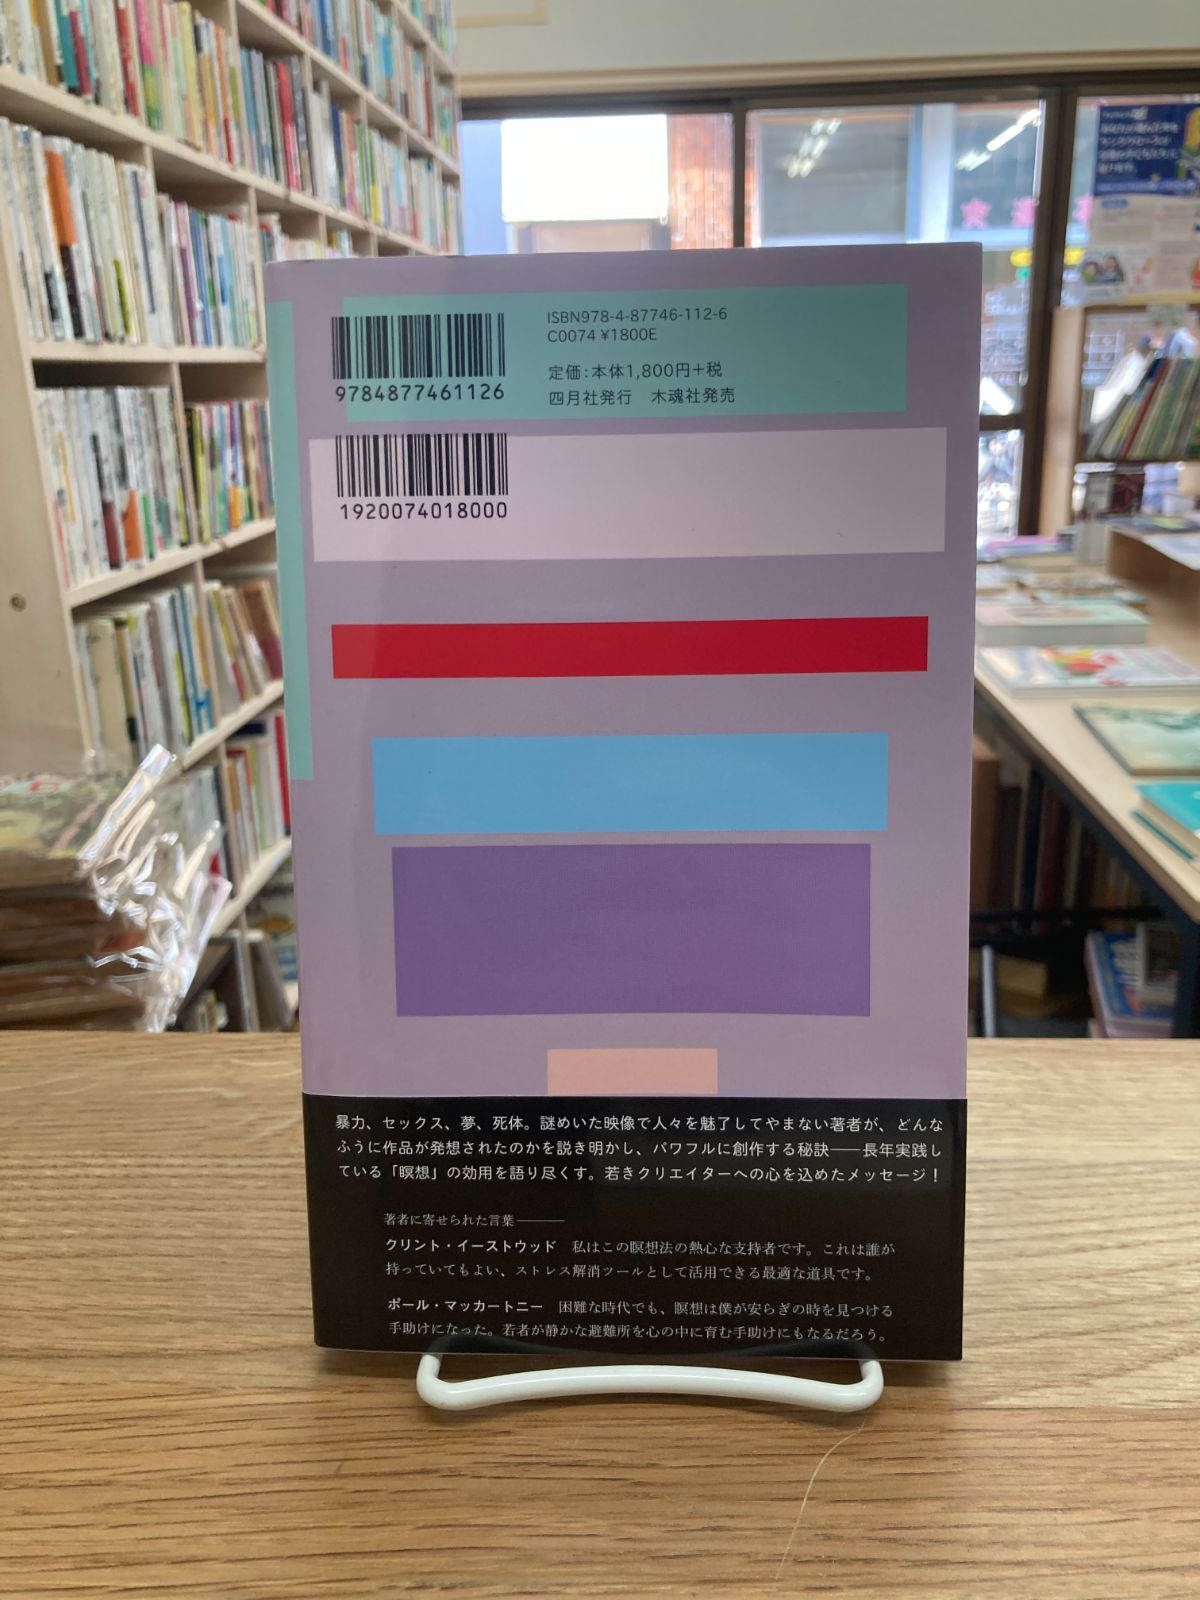 ISBN978-4-87746-112-6
C0074 ¥1800E
定価:本体1,800円+税
四月社発行 木魂社発売
9784877461126
1920074018000
暴力、セックス、夢、死体。謎めいた映像で人々を魅了してやまない著者が、どんな
ふうに作品が発想されたのかを説き明かし、パワフルに創作する秘訣——長年実践し
ている「瞑想」の効用を語り尽くす。若きクリエイターへの心を込めたメッセージ!
著者に寄せられた言葉———
クリント・イーストウッド 私はこの瞑想法の熱心な支持者です。これは誰が
持っていてもよい、ストレス解消ツールとして活用できる最適な道具です。
ポール・マッカートニー 困難な時代でも、瞑想は僕が安らぎの時を見つける
手助けになった。若者が静かな避難所を心の中に育む手助けにもなるだろう。